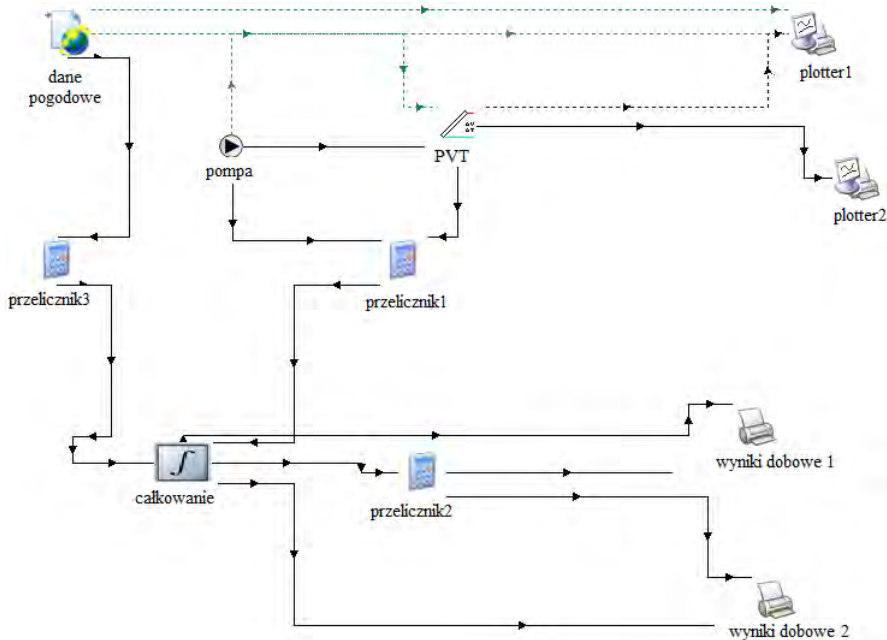 dane
pogodowe
plotter1
pompa
PVT
plotter2
przelicznik3
przelicznik1
wyniki dobowe 1
całkowanie
przelicznik2
wyniki dobowe 2